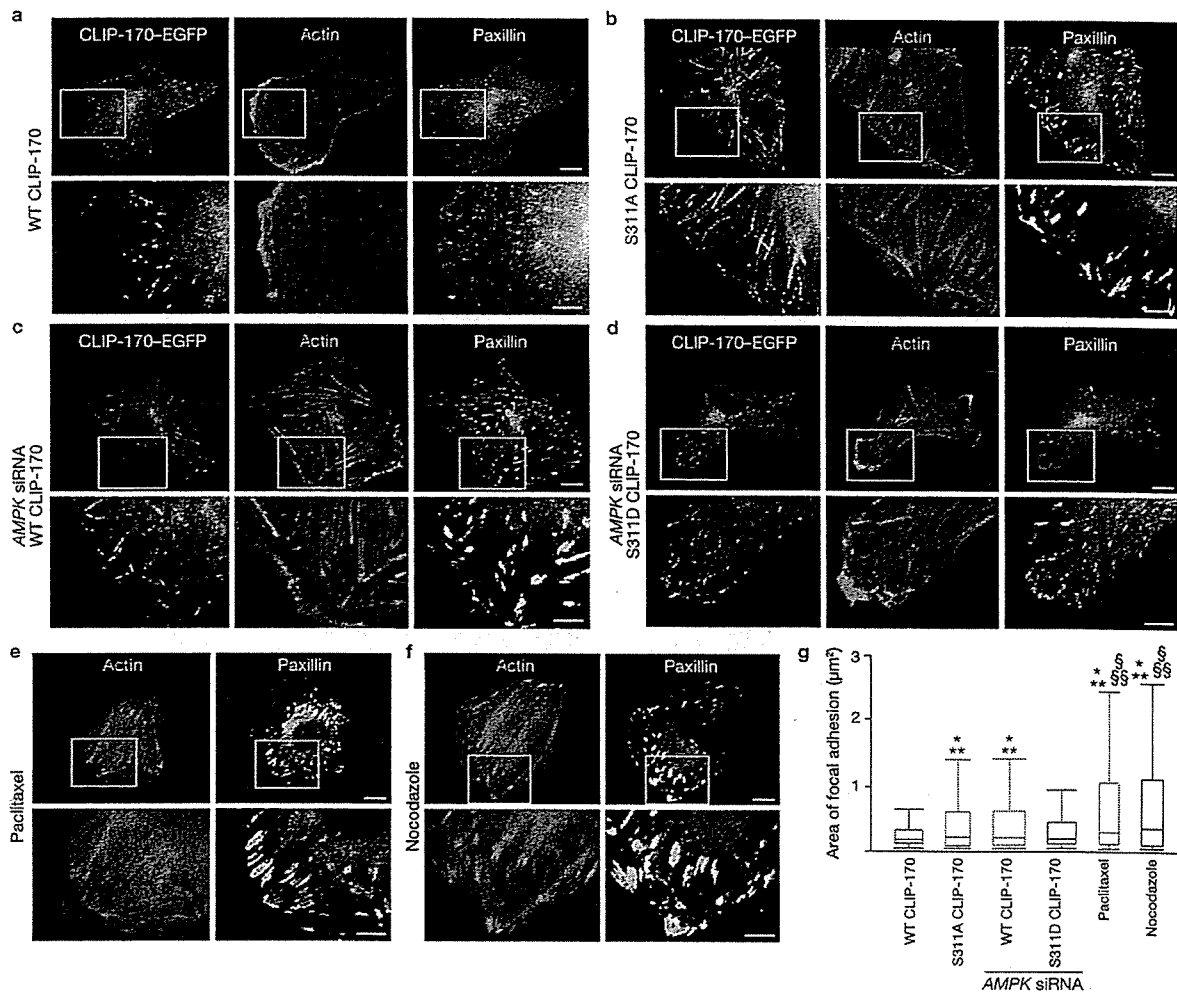 a
CLIP-170–EGFP Actin Paxillin
WT CLIP-170
b
CLIP-170–EGFP Actin Paxillin
S311A CLIP-170
c
CLIP-170–EGFP Actin Paxillin
AMPK siRNA
WT CLIP-170
d
CLIP-170–EGFP Actin Paxillin
AMPK siRNA
S311D CLIP-170
e
Actin Paxillin
Paclitaxel
f
Actin Paxillin
Nocodazole
g
Area of focal adhesion (µm²)
3
2
1
* ** * ** * ** § §§ * ** § §§
WT CLIP-170
S311A CLIP-170
WT CLIP-170
S311D CLIP-170
Paclitaxel
Nocodazole
AMPK siRNA